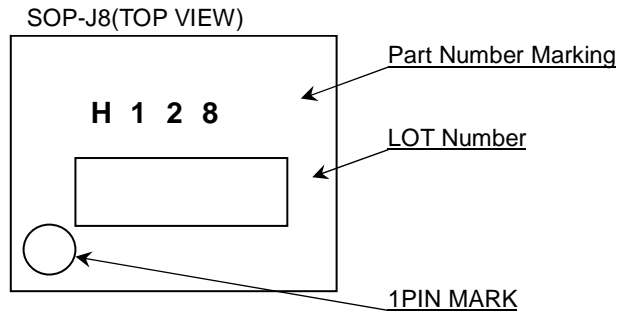 SOP-J8(TOP VIEW)
Part Number Marking
H 1 2 8
LOT Number
1PIN MARK